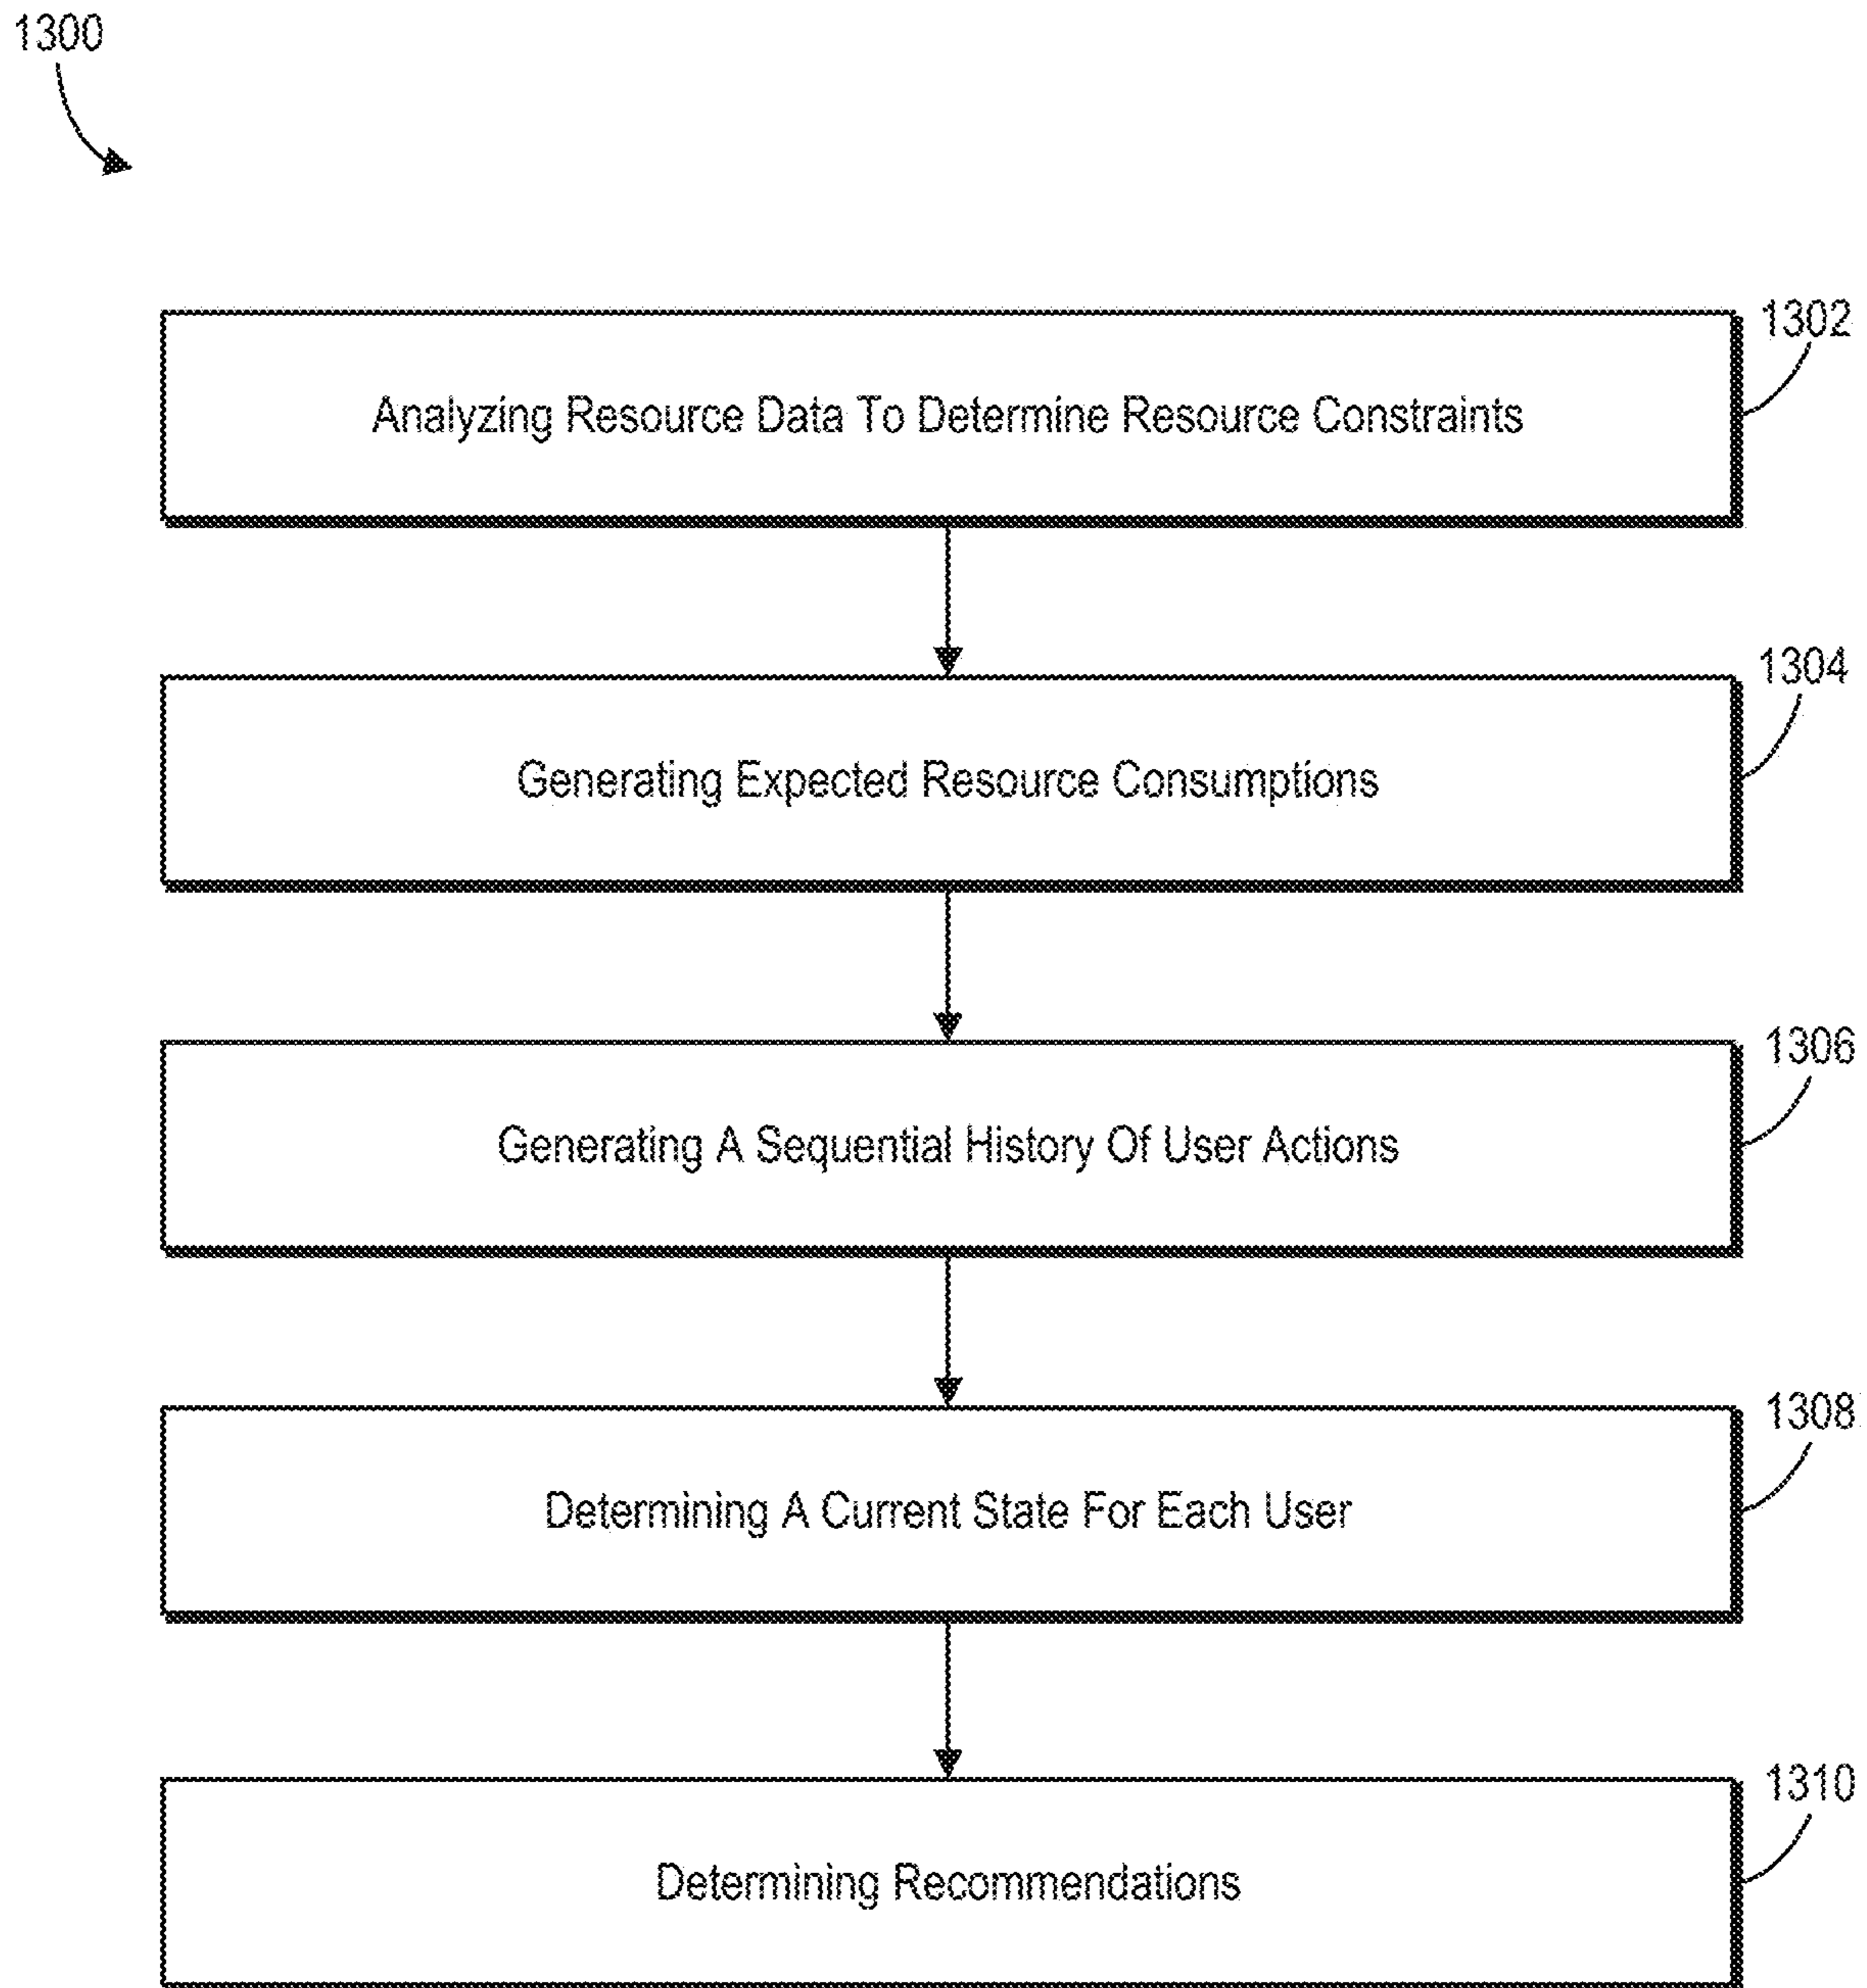 1300
1302
Analyzing Resource Data To Determine Resource Constraints
1304
Generating Expected Resource Consumptions
1306
Generating A Sequential History Of User Actions
1308
Determining A Current State For Each User
1310
Determining Recommendations